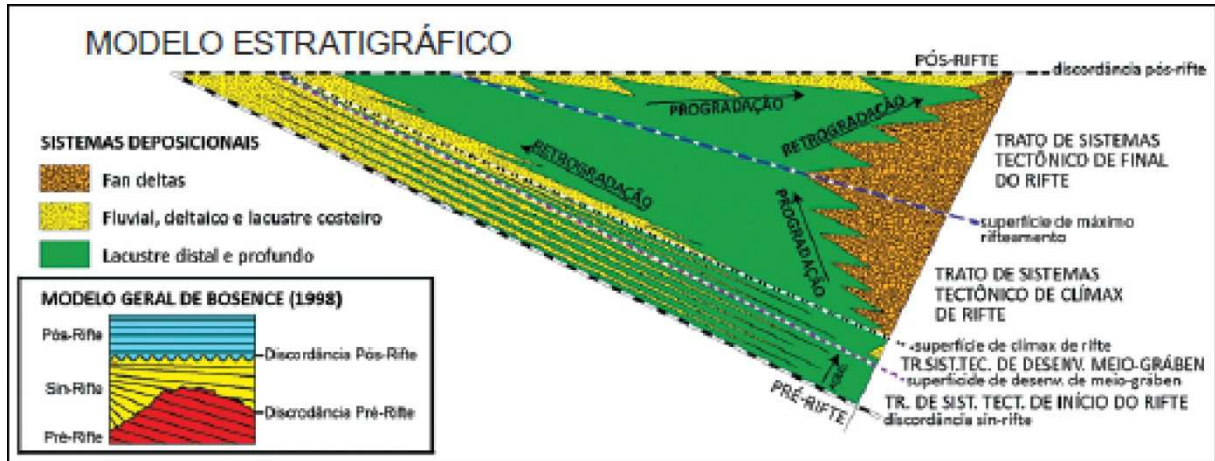 MODELO ESTRATIGRÁFICO
PÓS-RIFTE
discordância pós-rifte
PROGRADAÇÃO
RETROGRADAÇÃO
SISTEMAS DEPOSICIONAIS
Fan deltas
Fluvial, deltaico e lacustre costeiro
Lacustre distal e profundo
RETROGRADAÇÃO
PROGRADAÇÃO
TRATO DE SISTEMAS
TECTÔNICO DE FINAL
DO RIFTE
superfície de máximo
rifteamento
TRATO DE SISTEMAS
TECTÔNICO DE CLÍMAX
DE RIFTE
superfície de clímax de rifte
TR.SIST.TEC. DE DESENV. MEIO-GRÁBEN
superficide de desenv. de meio-gráben
TR. DE SIST. TECT. DE INÍCIO DO RIFTE
discordância sin-rifte
PRÉ-RIFTE
MODELO GERAL DE BOSENCE (1998)
Pós-Rifte
Discordância Pós-Rifte
Sin-Rifte
Discrodância Pré-Rifte
Pré-Rifte